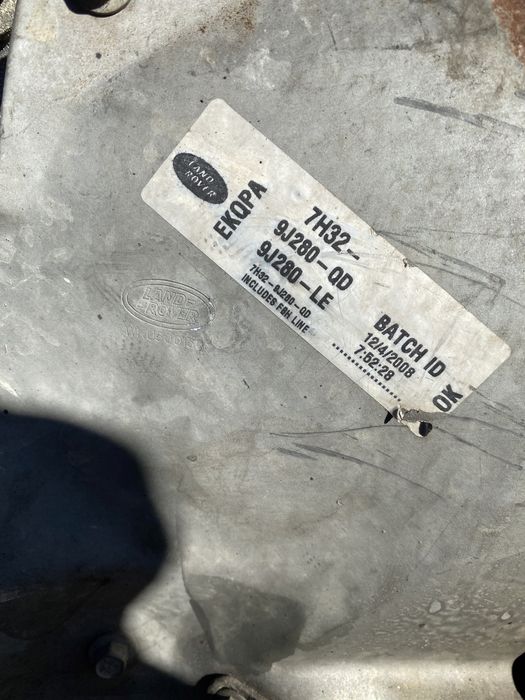 LAND
ROVER
EKQPA
7H32--
9J280-QD
9J280-LE
7H32-9J280-QD
INCLUDES FBH LINE
BATCH ID
12/4/2008
7:52:28
OK
LAND
ROVER